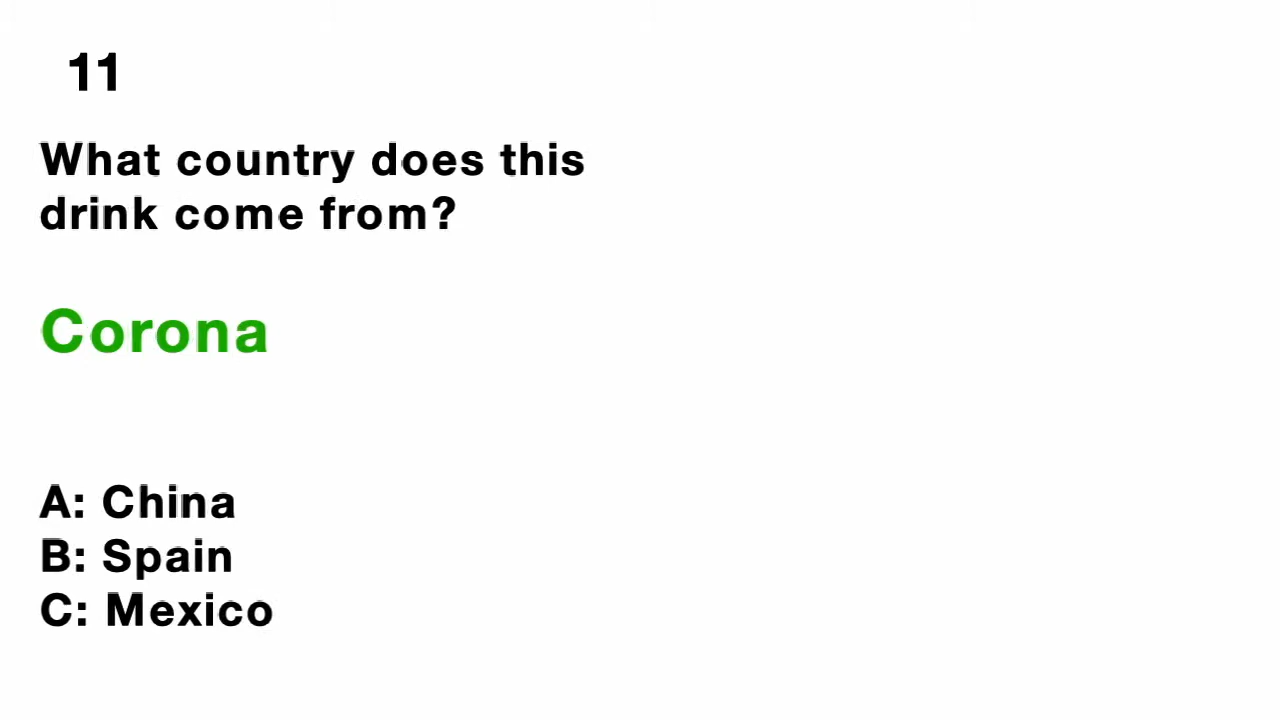 11
What country does this
drink come from?
Corona
A: China
B: Spain
C: Mexico